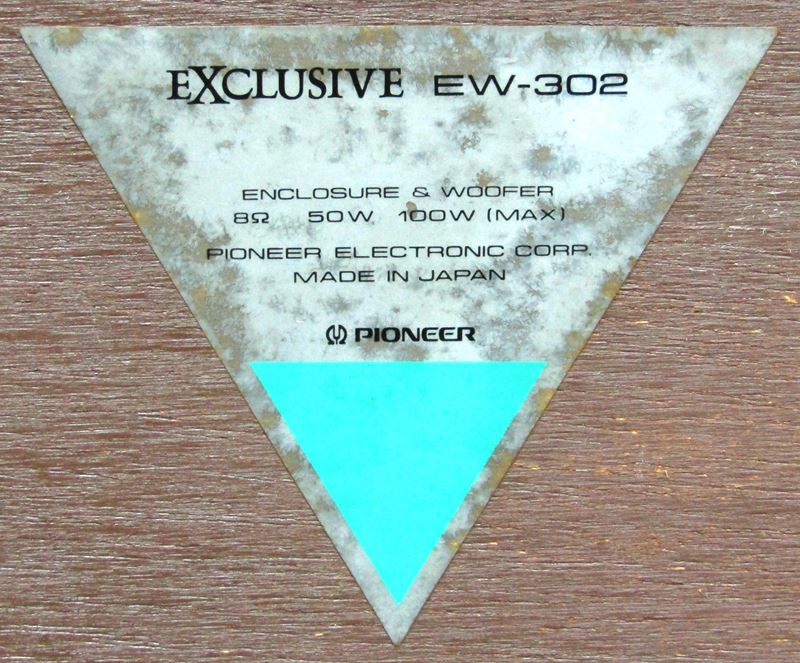 EXCLUSIVE EW-302
ENCLOSURE & WOOFER
8Ω 50W, 100W (MAX)
PIONEER ELECTRONIC CORP.
MADE IN JAPAN
PIONEER